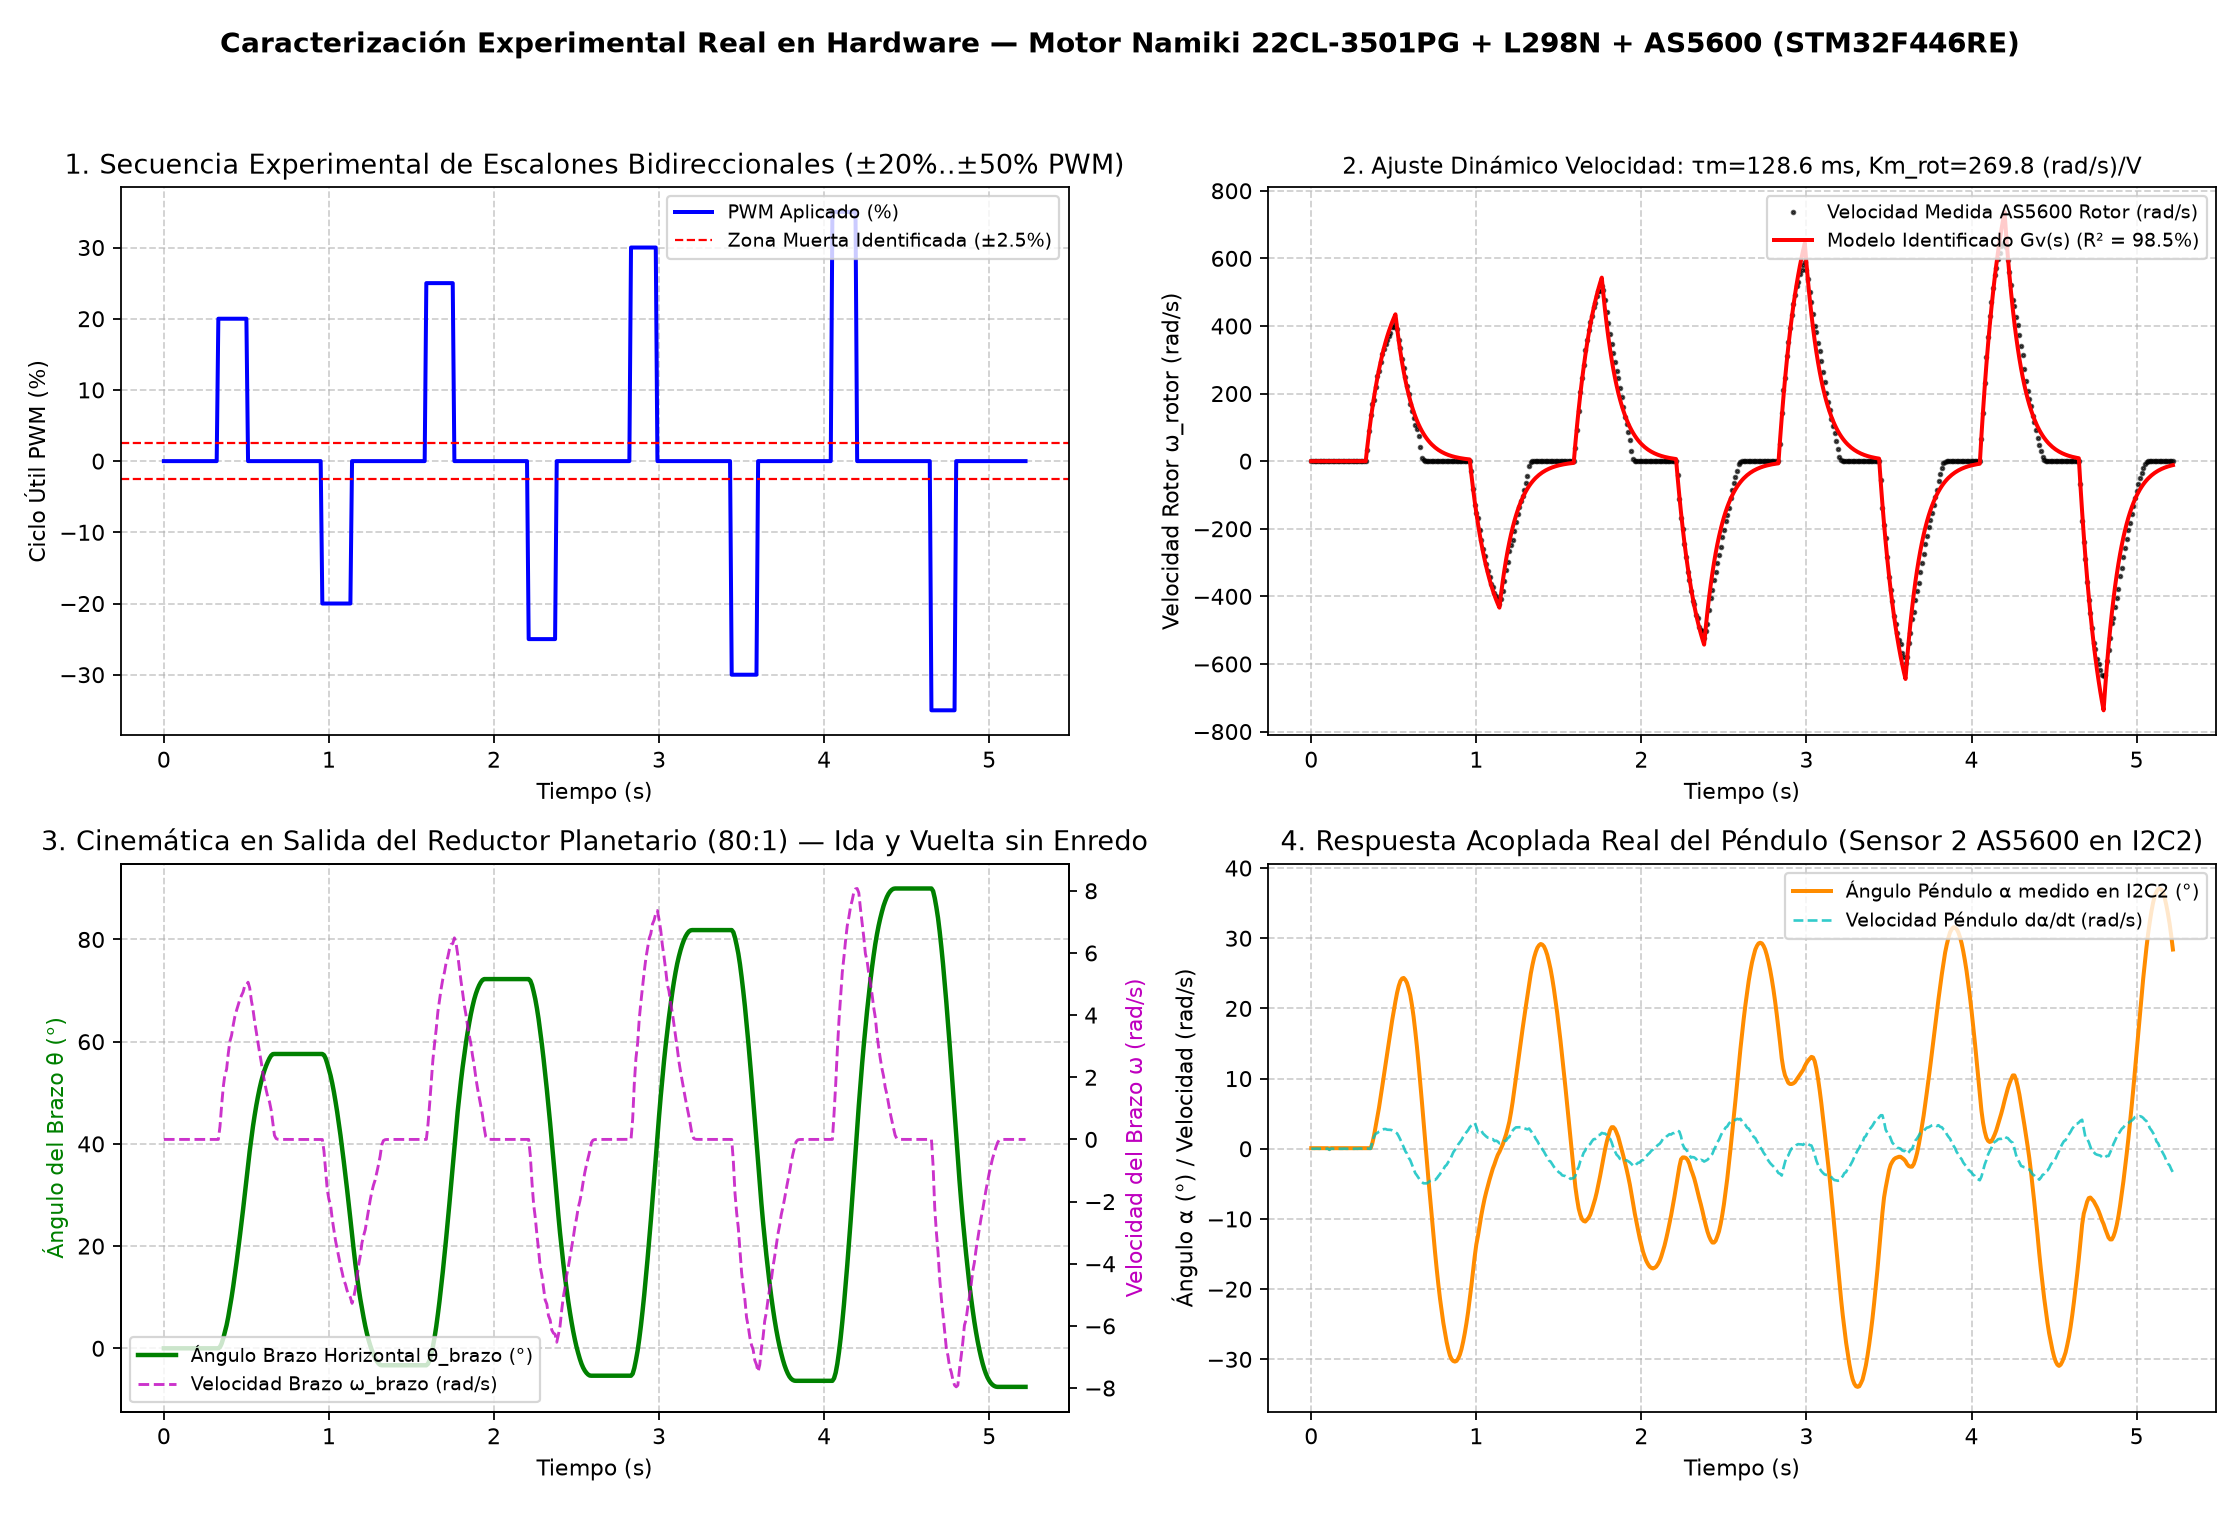 Caracterización Experimental Real en Hardware — Motor Namiki 22CL-3501PG + L298N + AS5600 (STM32F446RE)
1. Secuencia Experimental de Escalones Bidireccionales (±20%..±50% PWM)
PWM Aplicado (%)
Zona Muerta Identificada (±2.5%)
Ciclo Útil PWM (%)
30
20
10
0
−10
−20
−30
0 1 2 3 4 5
Tiempo (s)
2. Ajuste Dinámico Velocidad: τm=128.6 ms, Km_rot=269.8 (rad/s)/V
Velocidad Medida AS5600 Rotor (rad/s)
Modelo Identificado Gv(s) (R² = 98.5%)
Velocidad Rotor ω_rotor (rad/s)
800
600
400
200
0
−200
−400
−600
−800
0 1 2 3 4 5
Tiempo (s)
3. Cinemática en Salida del Reductor Planetario (80:1) — Ida y Vuelta sin Enredo
Ángulo del Brazo θ (°)
80
60
40
20
0
Ángulo Brazo Horizontal θ_brazo (°)
Velocidad Brazo ω_brazo (rad/s)
8
6
4
2
0
−2
−4
−6
−8
Velocidad del Brazo ω (rad/s)
0 1 2 3 4 5
Tiempo (s)
4. Respuesta Acoplada Real del Péndulo (Sensor 2 AS5600 en I2C2)
Ángulo Péndulo α medido en I2C2 (°)
Velocidad Péndulo dα/dt (rad/s)
Ángulo α (°) / Velocidad (rad/s)
40
30
20
10
0
−10
−20
−30
0 1 2 3 4 5
Tiempo (s)